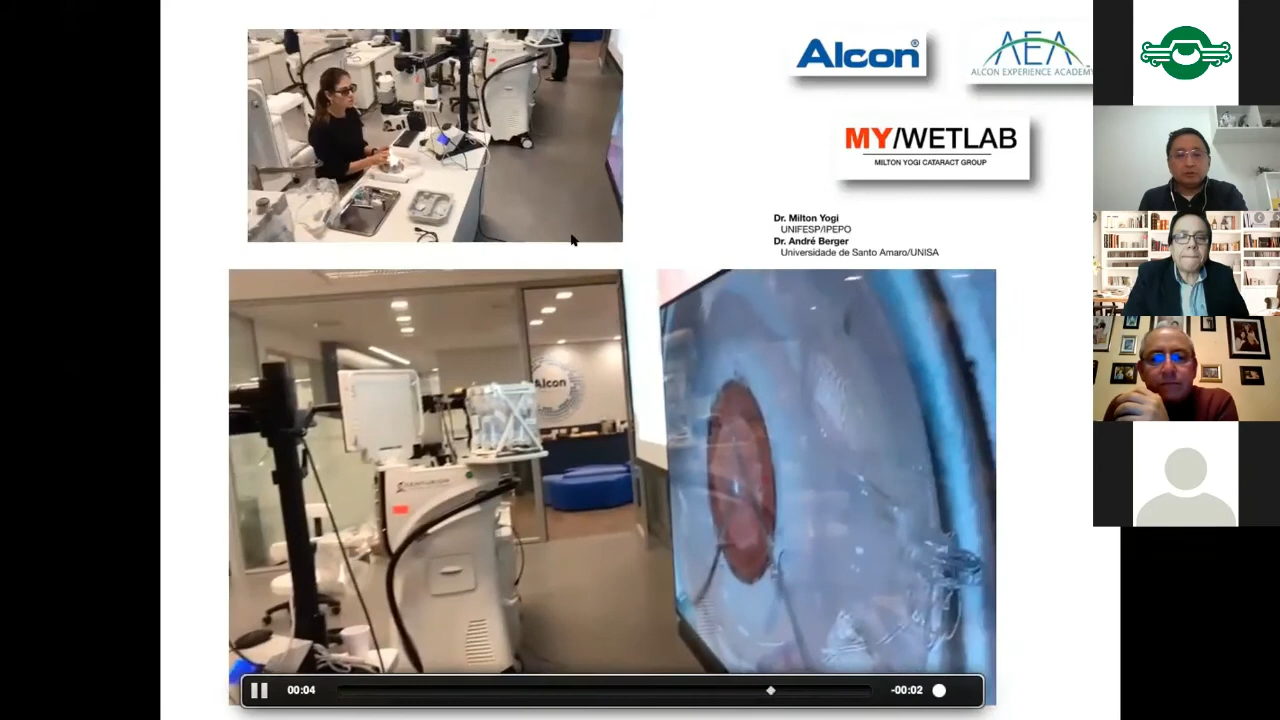 Alcon®
AEA
ALCON EXPERIENCE ACADEMY
MY/WETLAB
MILTON YOGI CATARACT GROUP
Dr. Milton Yogi
UNIFESP/IPEPO
Dr. André Berger
Universidade de Santo Amaro/UNISA
Alcon
CENTURION
00:04
-00:02